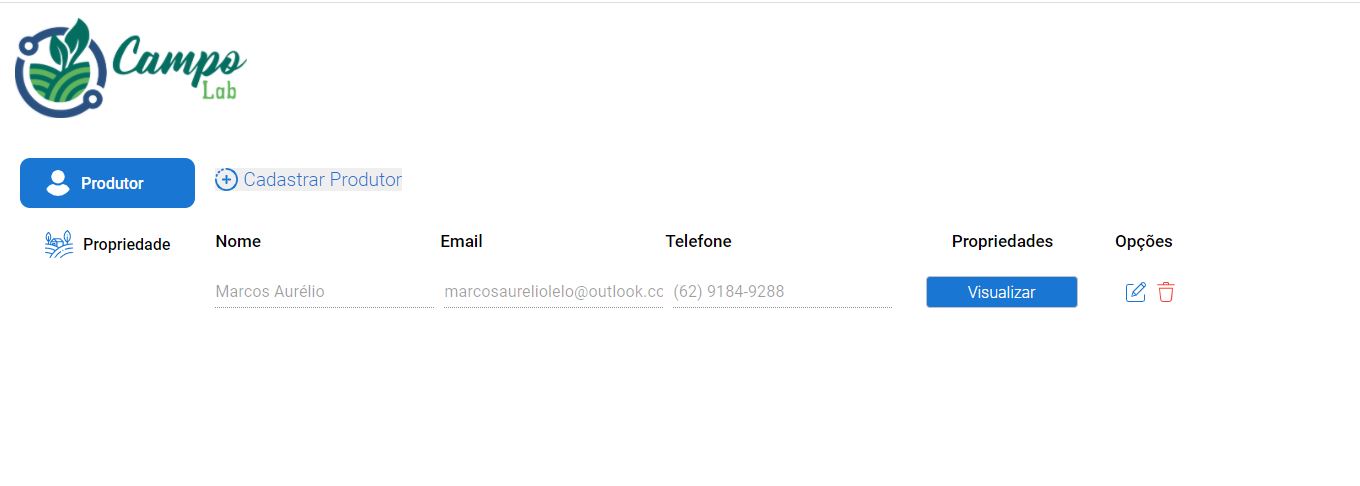 Campo
Lab
Produtor
Cadastrar Produtor
Propriedade
Nome Email Telefone Propriedades Opções
Marcos Aurélio marcosaureliolelo@outlook.cc (62) 9184-9288 Visualizar